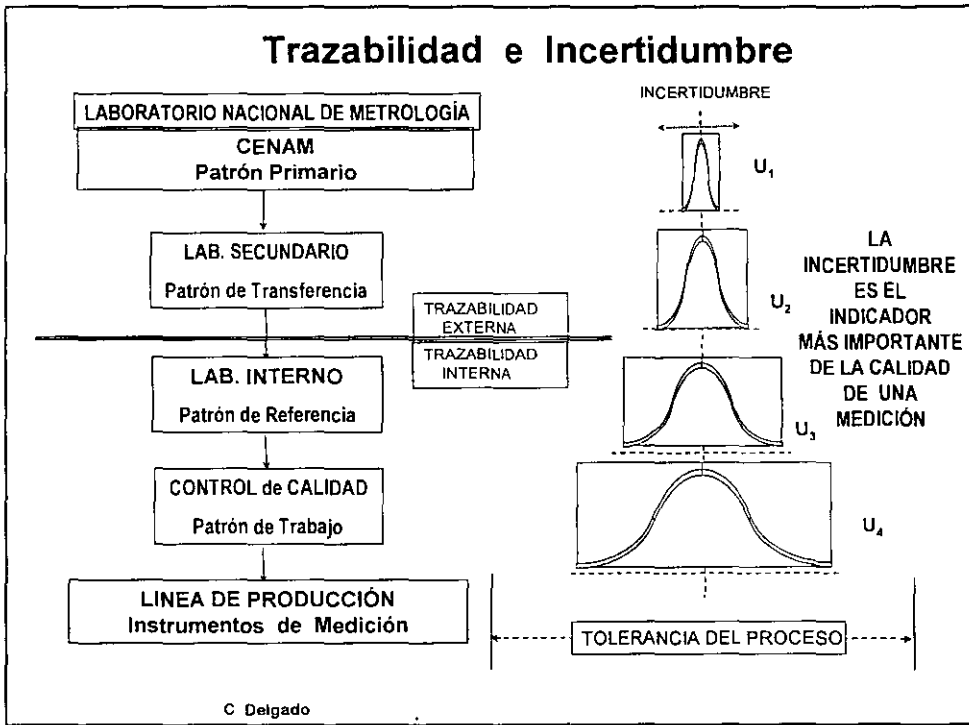 Trazabilidad e Incertidumbre
LABORATORIO NACIONAL DE METROLOGÍA
CENAM
Patrón Primario
LAB. SECUNDARIO
Patrón de Transferencia
TRAZABILIDAD
EXTERNA
TRAZABILIDAD
INTERNA
LAB. INTERNO
Patrón de Referencia
CONTROL de CALIDAD
Patrón de Trabajo
LINEA DE PRODUCCIÓN
Instrumentos de Medición
INCERTIDUMBRE
U1
U2
U3
U4
LA
INCERTIDUMBRE
ES EL
INDICADOR
MÁS IMPORTANTE
DE LA CALIDAD
DE UNA
MEDICIÓN
TOLERANCIA DEL PROCESO
C Delgado